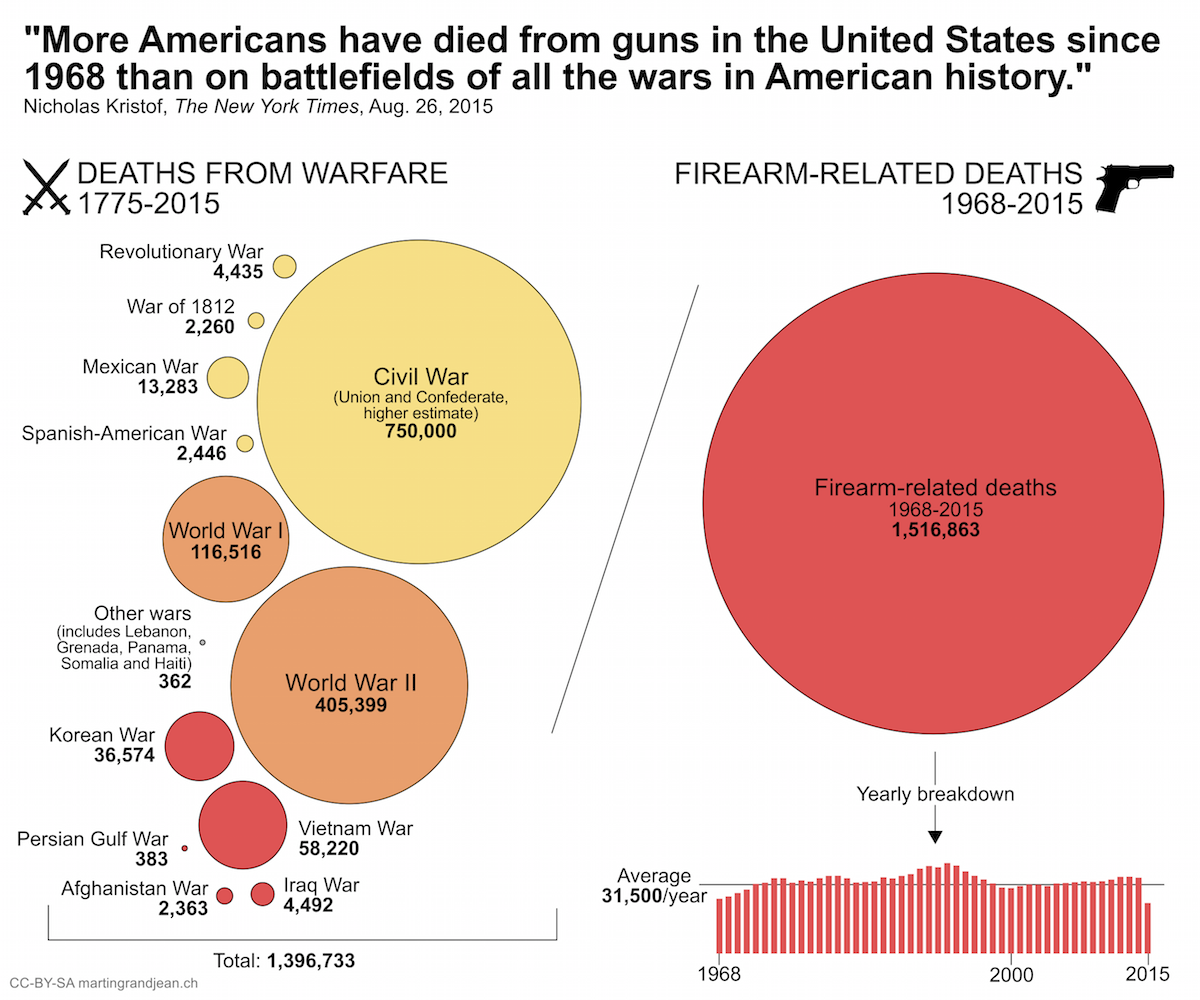 "More Americans have died from guns in the United States since
1968 than on battlefields of all the wars in American history."
Nicholas Kristof, The New York Times, Aug. 26, 2015
DEATHS FROM WARFARE
1775-2015
Revolutionary War
4,435
War of 1812
2,260
Mexican War
13,283
Spanish-American War
2,446
Civil War
(Union and Confederate,
higher estimate)
750,000
World War I
116,516
Other wars
(includes Lebanon,
Grenada, Panama,
Somalia and Haiti)
362
World War II
405,399
Korean War
36,574
Vietnam War
58,220
Persian Gulf War
383
Afghanistan War
2,363
Iraq War
4,492
Total: 1,396,733
FIREARM-RELATED DEATHS
1968-2015
Firearm-related deaths
1968-2015
1,516,863
Yearly breakdown
Average
31,500/year
1968
2000
2015
CC-BY-SA martingrandjean.ch